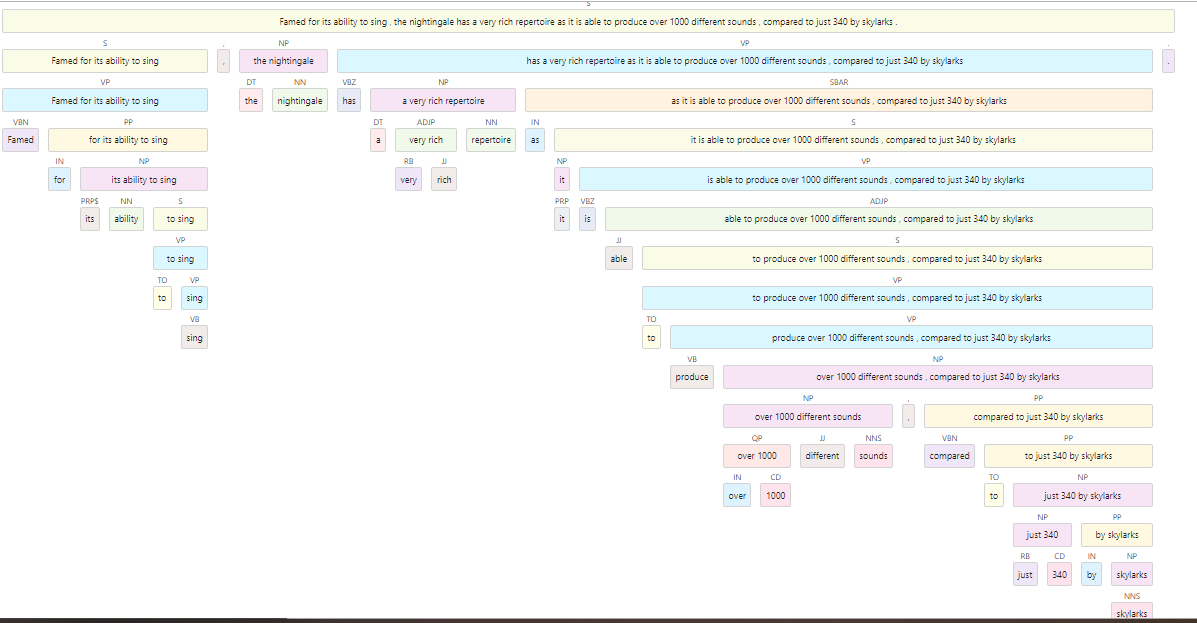 S
Famed for its ability to sing , the nightingale has a very rich repertoire as it is able to produce over 1000 different sounds , compared to just 340 by skylarks .
S , NP VP .
Famed for its ability to sing , the nightingale has a very rich repertoire as it is able to produce over 1000 different sounds , compared to just 340 by skylarks .
VP DT NN VBZ NP SBAR
Famed for its ability to sing the nightingale has a very rich repertoire as it is able to produce over 1000 different sounds , compared to just 340 by skylarks
VBN PP DT ADJP NN IN S
Famed for its ability to sing a very rich repertoire as it is able to produce over 1000 different sounds , compared to just 340 by skylarks
IN NP RB JJ NP VP
for its ability to sing very rich it is able to produce over 1000 different sounds , compared to just 340 by skylarks
PRP$ NN S PRP VBZ ADJP
its ability to sing it is able to produce over 1000 different sounds , compared to just 340 by skylarks
VP JJ S
to sing able to produce over 1000 different sounds , compared to just 340 by skylarks
TO VP VP
to sing to produce over 1000 different sounds , compared to just 340 by skylarks
VB TO VP
sing to produce over 1000 different sounds , compared to just 340 by skylarks
VB NP
produce over 1000 different sounds , compared to just 340 by skylarks
NP , PP
over 1000 different sounds , compared to just 340 by skylarks
QP JJ NNS VBN PP
over 1000 different sounds compared to just 340 by skylarks
IN CD TO NP
over 1000 to just 340 by skylarks
NP PP
just 340 by skylarks
RB CD IN NP
just 340 by skylarks
NNS
skylarks